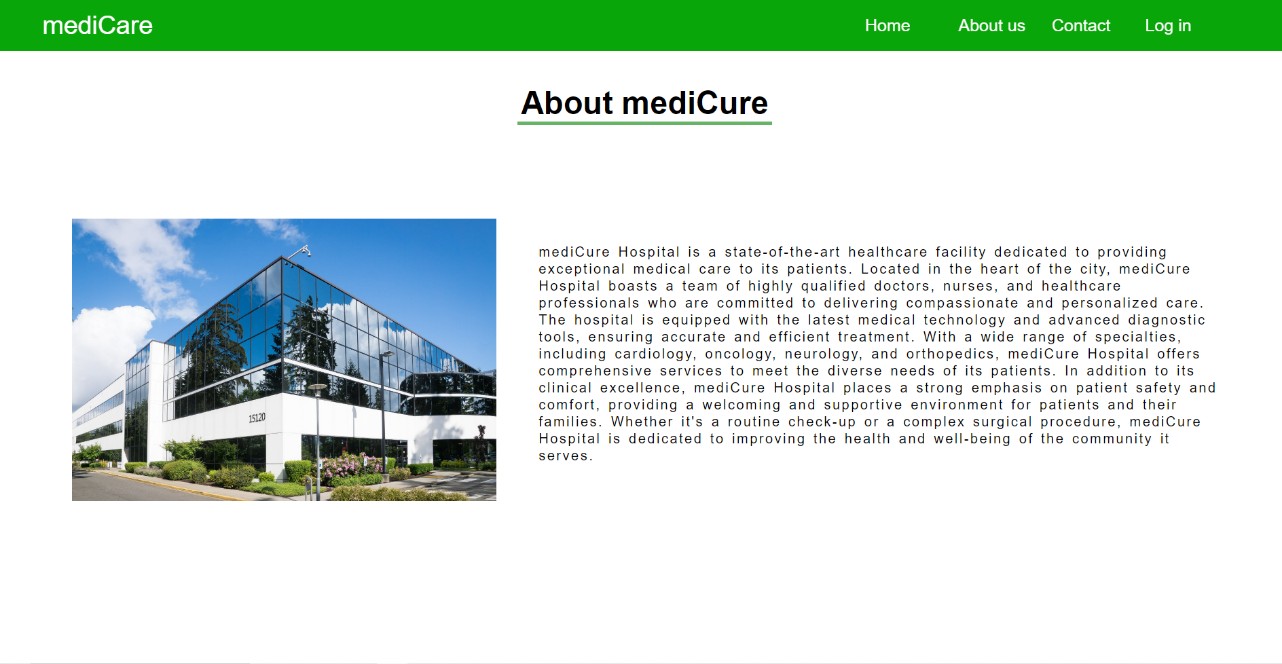 mediCare
Home About us Contact Log in
About mediCure
mediCure Hospital is a state-of-the-art healthcare facility dedicated to providing
exceptional medical care to its patients. Located in the heart of the city, mediCure
Hospital boasts a team of highly qualified doctors, nurses, and healthcare
professionals who are committed to delivering compassionate and personalized care.
The hospital is equipped with the latest medical technology and advanced diagnostic
tools, ensuring accurate and efficient treatment. With a wide range of specialties,
including cardiology, oncology, neurology, and orthopedics, mediCure Hospital offers
comprehensive services to meet the diverse needs of its patients. In addition to its
clinical excellence, mediCure Hospital places a strong emphasis on patient safety and
comfort, providing a welcoming and supportive environment for patients and their
families. Whether it's a routine check-up or a complex surgical procedure, mediCure
Hospital is dedicated to improving the health and well-being of the community it
serves.
15120